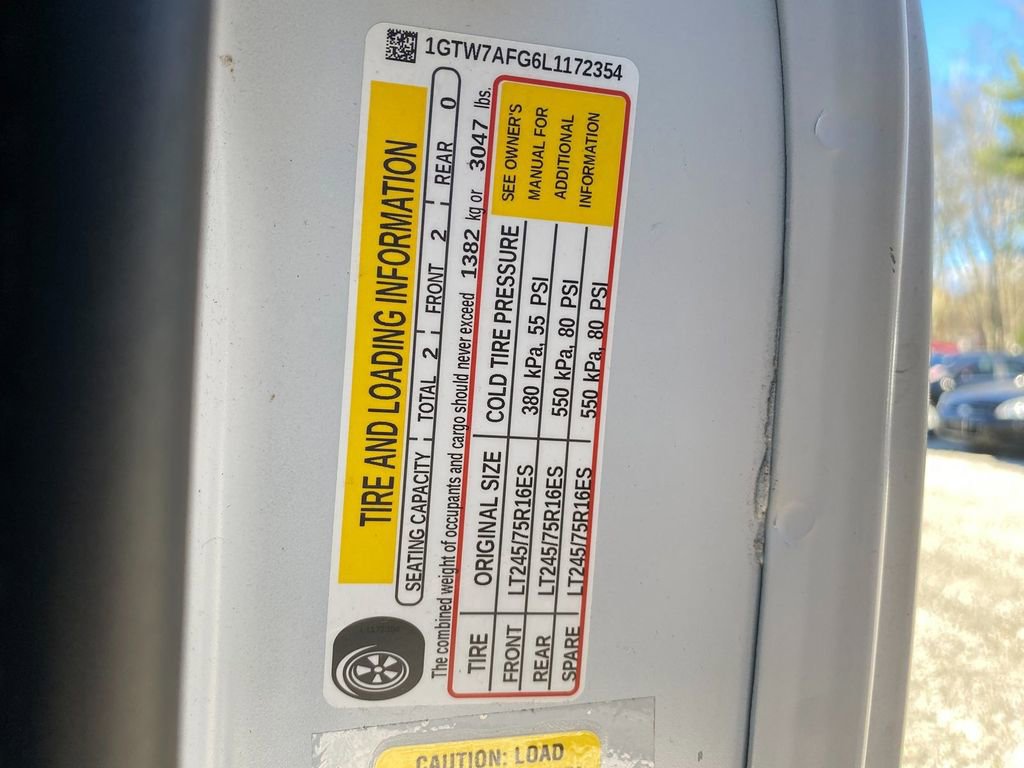 1GTW7AFG6L1172354
TIRE AND LOADING INFORMATION
SEATING CAPACITY TOTAL 2 FRONT 2 REAR 0
The combined weight of occupants and cargo should never exceed 1382 kg or 3047 lbs.
TIRE ORIGINAL SIZE COLD TIRE PRESSURE
FRONT LT245/75R16ES 380 kPa, 55 PSI
REAR LT245/75R16ES 550 kPa, 80 PSI
SPARE LT245/75R16ES 550 kPa, 80 PSI
SEE OWNER'S
MANUAL FOR
ADDITIONAL
INFORMATION
L1172354
CAUTION: LOAD